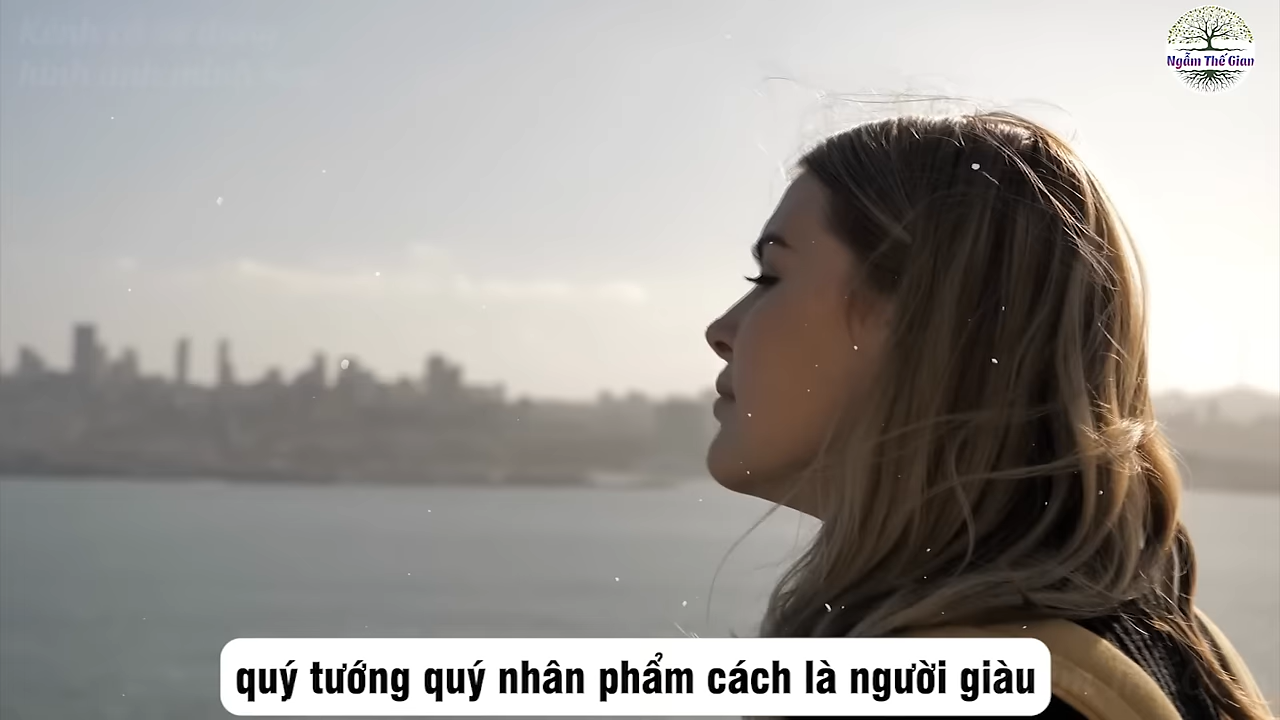 Ngẫm Thế Gian
quý tướng quý nhân phẩm cách là người giàu